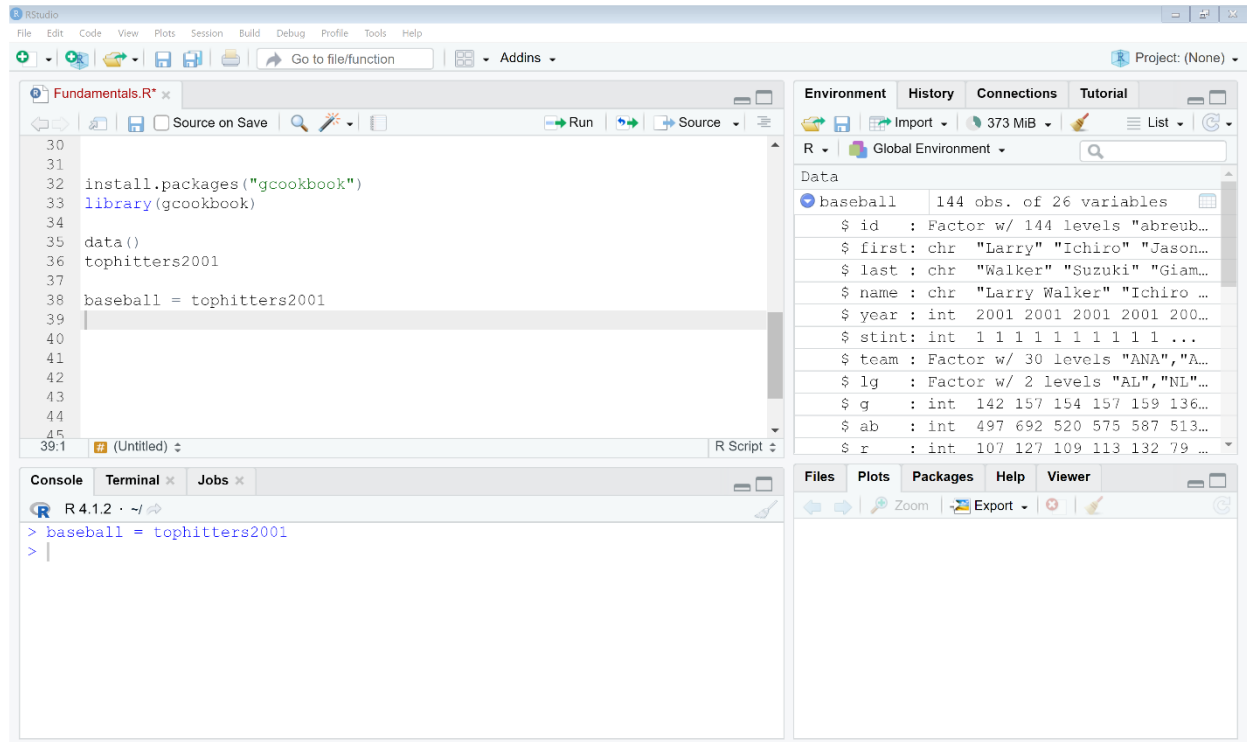 RStudio
File Edit Code View Plots Session Build Debug Profile Tools Help
Go to file/function Addins Project: (None)
Fundamentals.R*
Source on Save Run Source
30
31
32 install.packages("gcookbook")
33 library(gcookbook)
34
35 data()
36 tophitters2001
37
38 baseball = tophitters2001
39
40
41
42
43
44
45
39:1 # (Untitled) R Script
Console Terminal Jobs
R R 4.1.2 · ~/
> baseball = tophitters2001
>
Environment History Connections Tutorial
Import 373 MiB List
R Global Environment
Data
baseball 144 obs. of 26 variables
$ id : Factor w/ 144 levels "abreub…
$ first: chr "Larry" "Ichiro" "Jason…
$ last : chr "Walker" "Suzuki" "Giam…
$ name : chr "Larry Walker" "Ichiro …
$ year : int 2001 2001 2001 2001 200…
$ stint: int 1 1 1 1 1 1 1 1 1 1 ...
$ team : Factor w/ 30 levels "ANA","A…
$ lg : Factor w/ 2 levels "AL","NL"…
$ g : int 142 157 154 157 159 136…
$ ab : int 497 692 520 575 587 513…
$ r : int 107 127 109 113 132 79 …
Files Plots Packages Help Viewer
Zoom Export